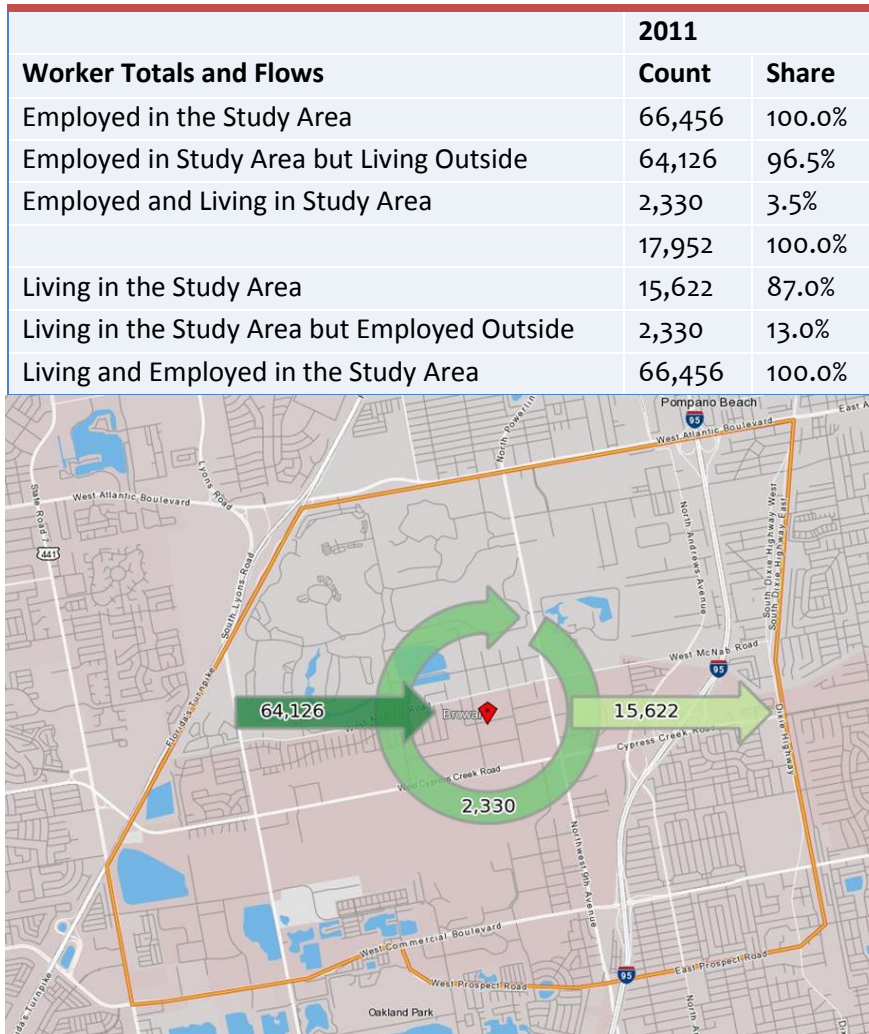 2011
Worker Totals and Flows Count Share
Employed in the Study Area 66,456 100.0%
Employed in Study Area but Living Outside 64,126 96.5%
Employed and Living in Study Area 2,330 3.5%
17,952 100.0%
Living in the Study Area 15,622 87.0%
Living in the Study Area but Employed Outside 2,330 13.0%
Living and Employed in the Study Area 66,456 100.0%
Pompano Beach
95
East A
West Atlantic Boulevard
North Powerlin
Lyons Road
State Road 7
West Atlantic Boulevard
441
South Lyons Road
North Andrews Avenue
South Dixie Highway West
South Dixie Highway East
West McNab Road
95
Florida's Turnpike
64,126
West McNab Road
Browar
15,622
Cypress Creek Road
Dixie Highway
West Cypress Creek Road
2,330
Northwest 9th Avenue
West Commercial Boulevard
East Prospect Road
95
West Prospect Road
Oakland Park